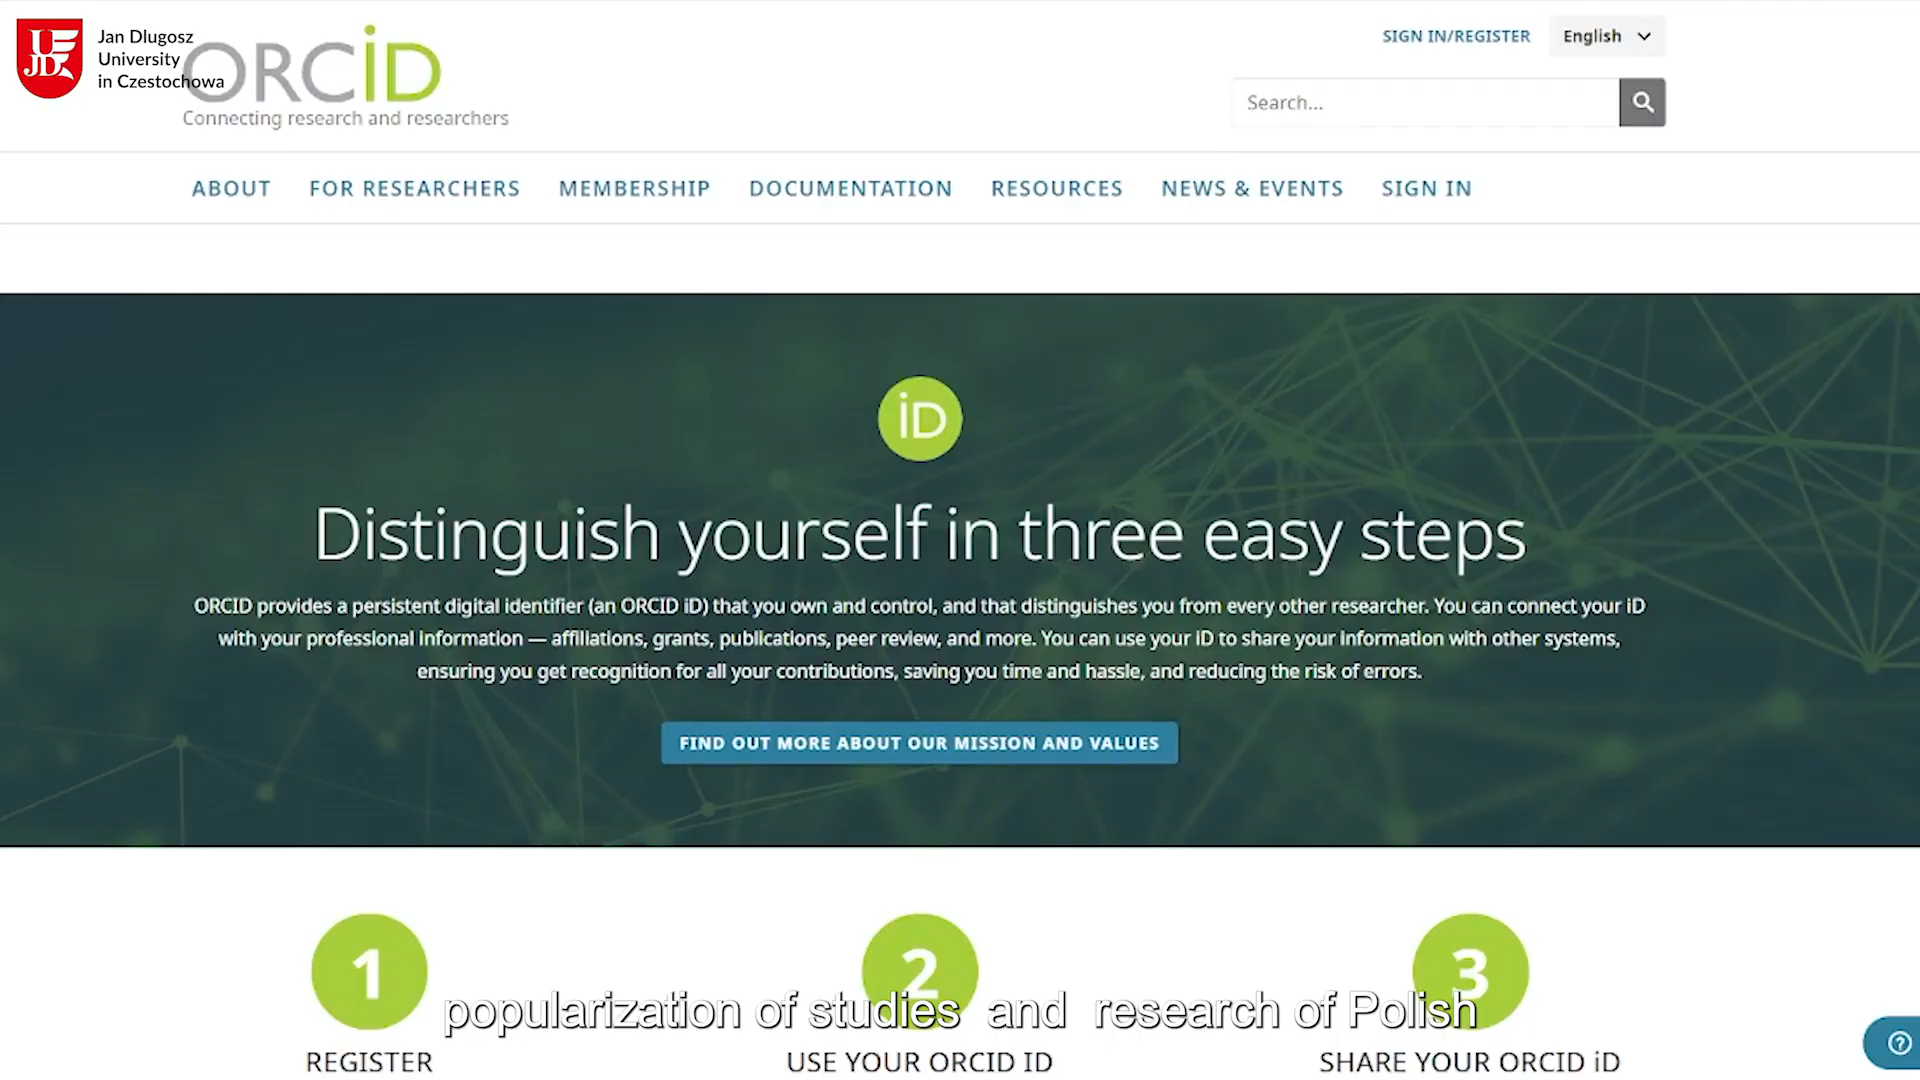 Jan Dlugosz
University
in Czestochowa
ORCiD
Connecting research and researchers
SIGN IN/REGISTER
English
Search...
ABOUT FOR RESEARCHERS MEMBERSHIP DOCUMENTATION RESOURCES NEWS & EVENTS SIGN IN
iD
Distinguish yourself in three easy steps
ORCID provides a persistent digital identifier (an ORCID iD) that you own and control, and that distinguishes you from every other researcher. You can connect your iD
with your professional information — affiliations, grants, publications, peer review, and more. You can use your iD to share your information with other systems,
ensuring you get recognition for all your contributions, saving you time and hassle, and reducing the risk of errors.
FIND OUT MORE ABOUT OUR MISSION AND VALUES
1 2 3
popularization of studies and research of Polish
REGISTER USE YOUR ORCID ID SHARE YOUR ORCID iD